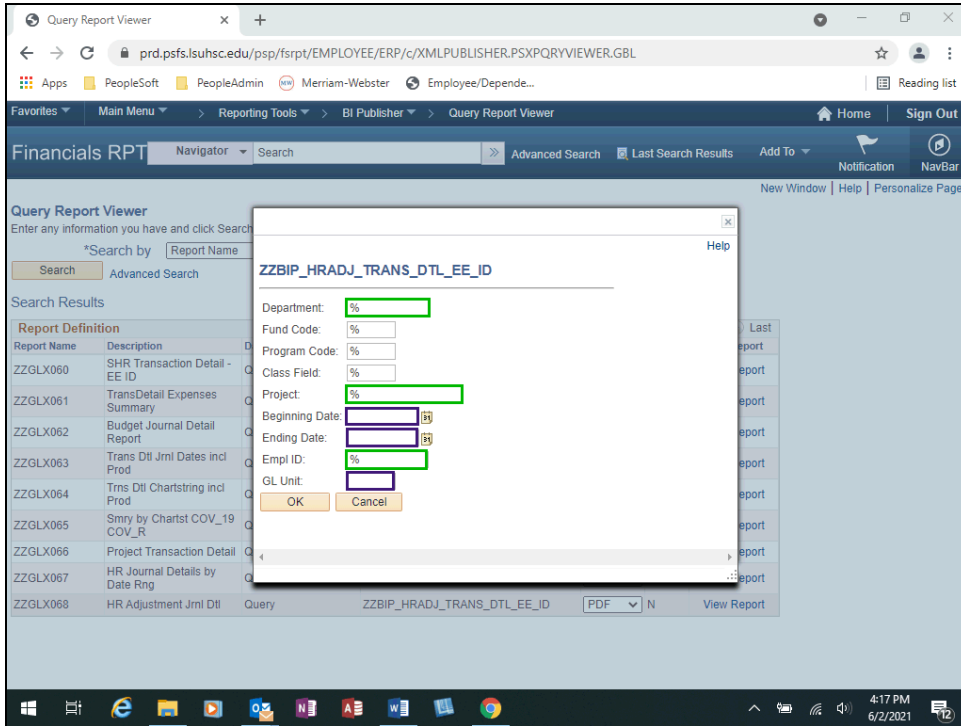 Query Report Viewer
prd.psfs.lsuhsc.edu/psp/fsrpt/EMPLOYEE/ERP/c/XMLPUBLISHER.PSXPQRYVIEWER.GBL
Apps PeopleSoft PeopleAdmin Merriam-Webster Employee/Depende... Reading list
Favorites Main Menu > Reporting Tools > BI Publisher > Query Report Viewer Home Sign Out
Financials RPT Navigator Search Advanced Search Last Search Results Add To Notification NavBar
New Window | Help | Personalize Page
Query Report Viewer
Enter any information you have and click Search
*Search by Report Name
Search Advanced Search
Search Results
Report Definition Last
Report Name Description D eport
ZZGLX060 SHR Transaction Detail - EE ID Q eport
ZZGLX061 TransDetail Expenses Summary Q eport
ZZGLX062 Budget Journal Detail Report Q eport
ZZGLX063 Trans Dtl Jrnl Dates incl Prod Q eport
ZZGLX064 Trns Dtl Chartstring incl Prod Q eport
ZZGLX065 Smry by Chartst COV_19 COV_R Q eport
ZZGLX066 Project Transaction Detail Q eport
ZZGLX067 HR Journal Details by Date Rng Q eport
ZZGLX068 HR Adjustment Jrnl Dtl Query ZZBIP_HRADJ_TRANS_DTL_EE_ID PDF N View Report
Help
ZZBIP_HRADJ_TRANS_DTL_EE_ID
Department: %
Fund Code: %
Program Code: %
Class Field: %
Project: %
Beginning Date: 31
Ending Date: 31
Empl ID: %
GL Unit:
OK Cancel
4:17 PM
6/2/2021
12